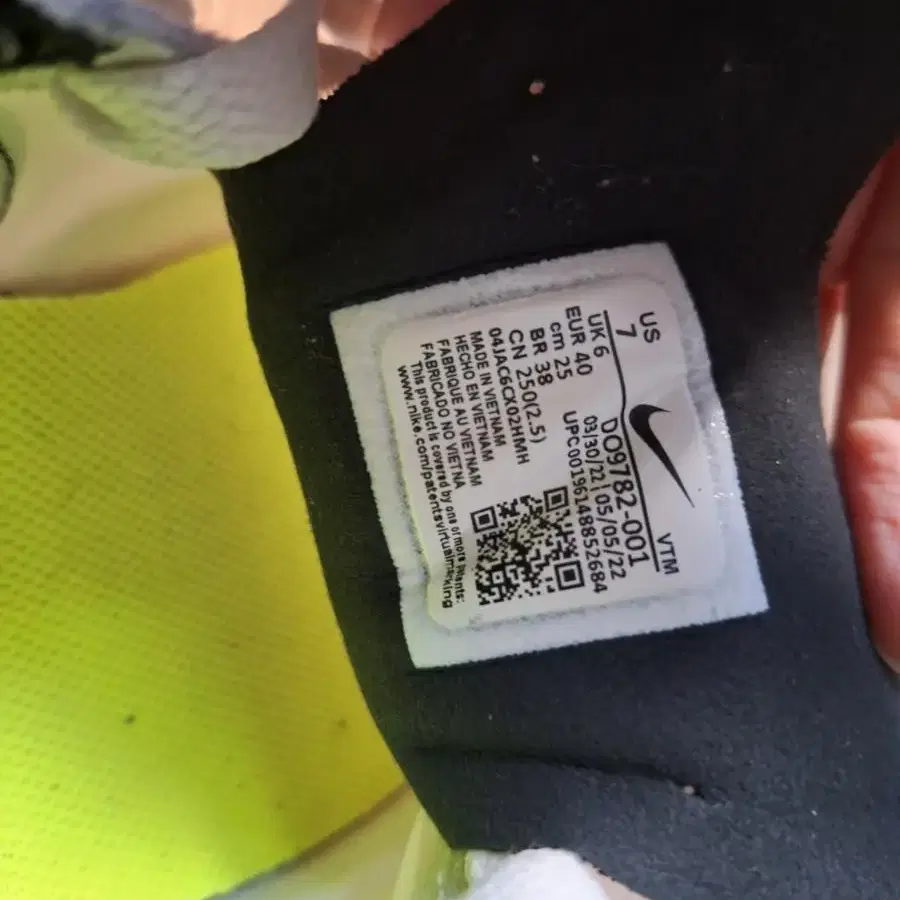 US
7
VTM
UK 6
DO9782-001
EUR 40
03/30/22 | 05/05/22
cm 25
UPC00196148852684
BR 38
CN 250(2.5)
04JAC6CX02HMH
MADE IN VIETNAM
HECHO EN VIETNAM
FABRIQUE AU VIETNAM
FABRICADO NO VIETNA
This product is covered by one or more patents:
www.nike.com/patentsvirtualmarking